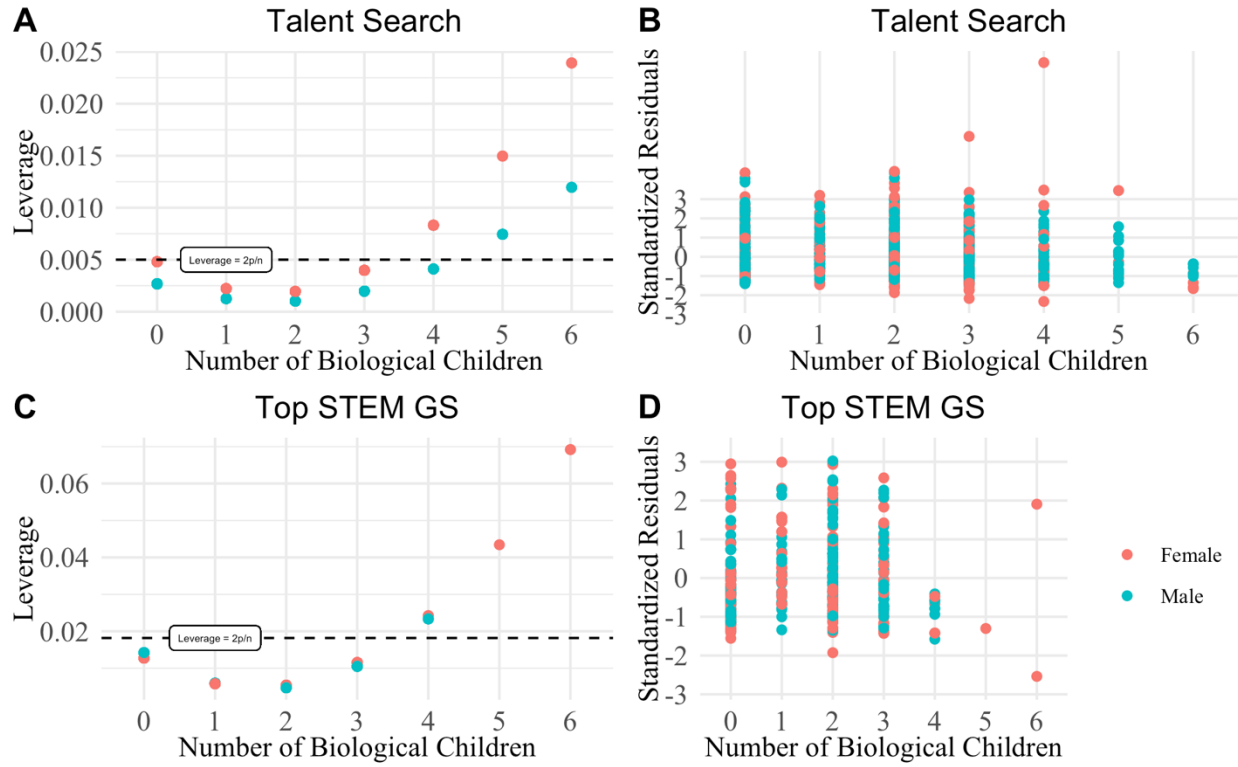 A
Talent Search
0.025
0.020
0.015
0.010
0.005
0.000
Leverage
Leverage = 2p/n
0 1 2 3 4 5 6
Number of Biological Children
B
Talent Search
Standardized Residuals
3
2
1
0
-1
-2
-3
0 1 2 3 4 5 6
Number of Biological Children
C
Top STEM GS
0.06
0.04
0.02
Leverage
Leverage = 2p/n
0 1 2 3 4 5 6
Number of Biological Children
D
Top STEM GS
Standardized Residuals
3
2
1
0
-1
-2
-3
0 1 2 3 4 5 6
Number of Biological Children
Female
Male